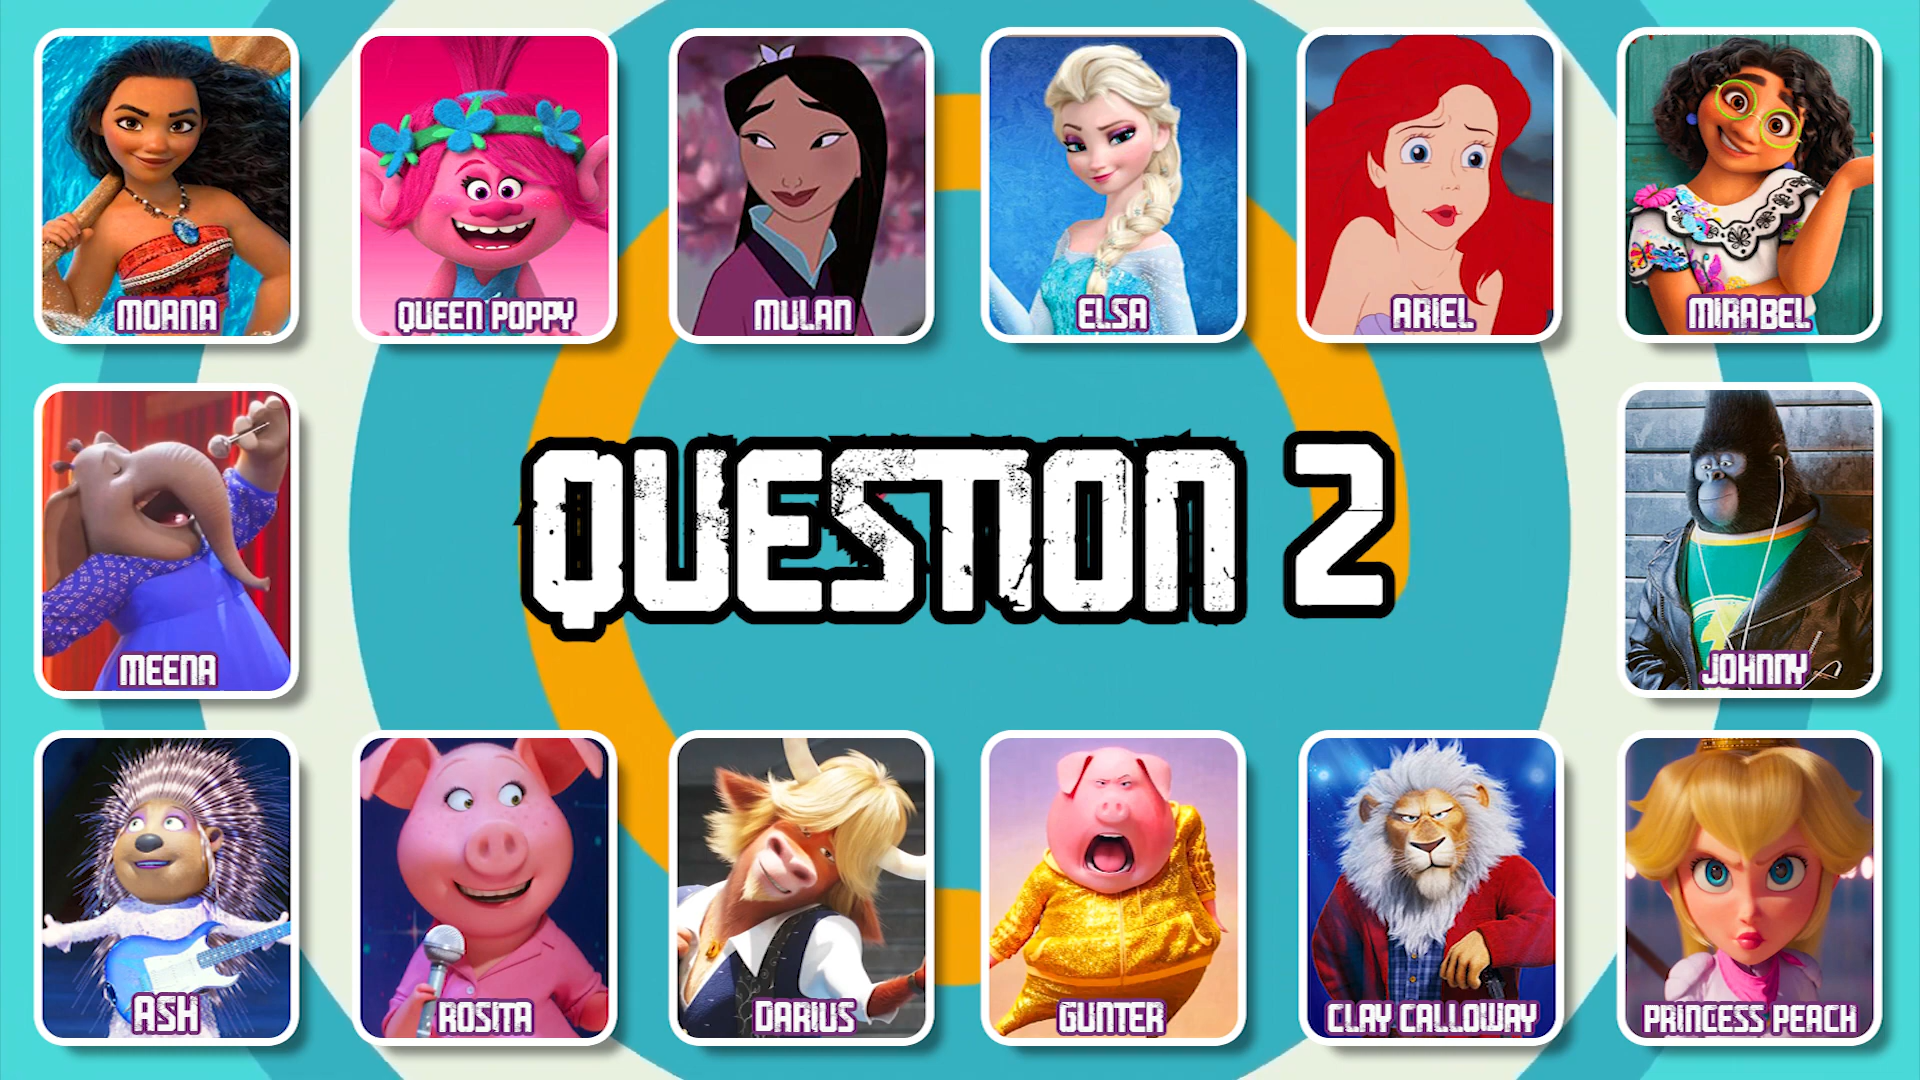 MOANA
QUEEN POPPY
MULAN
ELSA
ARIEL
MIRABEL
MEENA
QUESTION 2
JOHNNY
ASH
ROSITA
DARIUS
GUNTER
CLAY CALLOWAY
PRINCESS PEACH